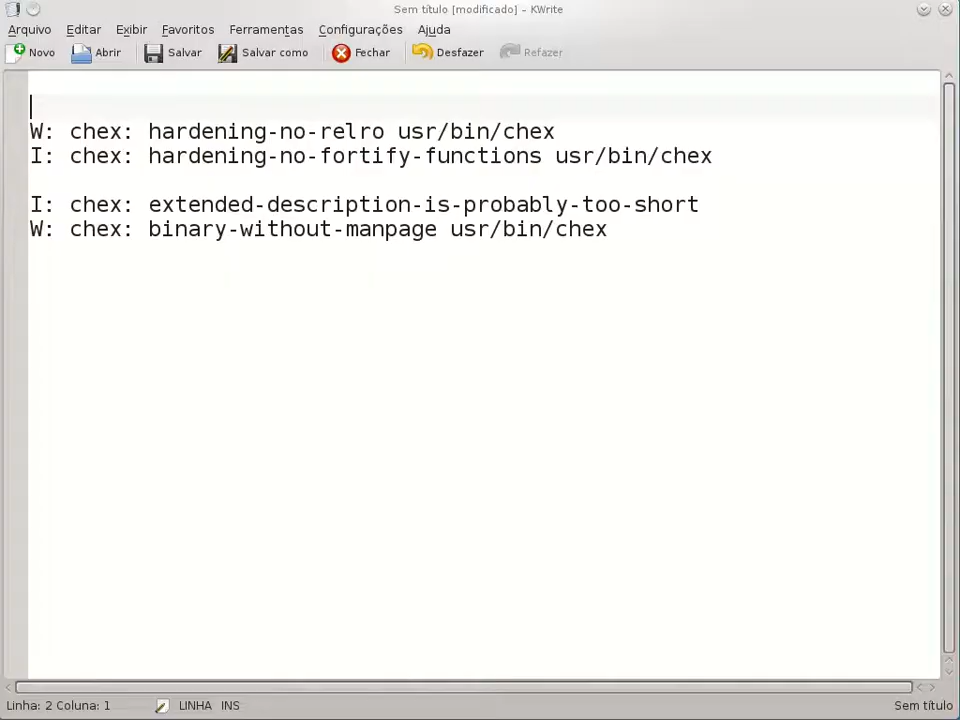 Sem título [modificado] – KWrite
Arquivo Editar Exibir Favoritos Ferramentas Configurações Ajuda
Novo Abrir Salvar Salvar como Fechar Desfazer Refazer
W: chex: hardening-no-relro usr/bin/chex
I: chex: hardening-no-fortify-functions usr/bin/chex
I: chex: extended-description-is-probably-too-short
W: chex: binary-without-manpage usr/bin/chex
Linha: 2 Coluna: 1 LINHA INS Sem título